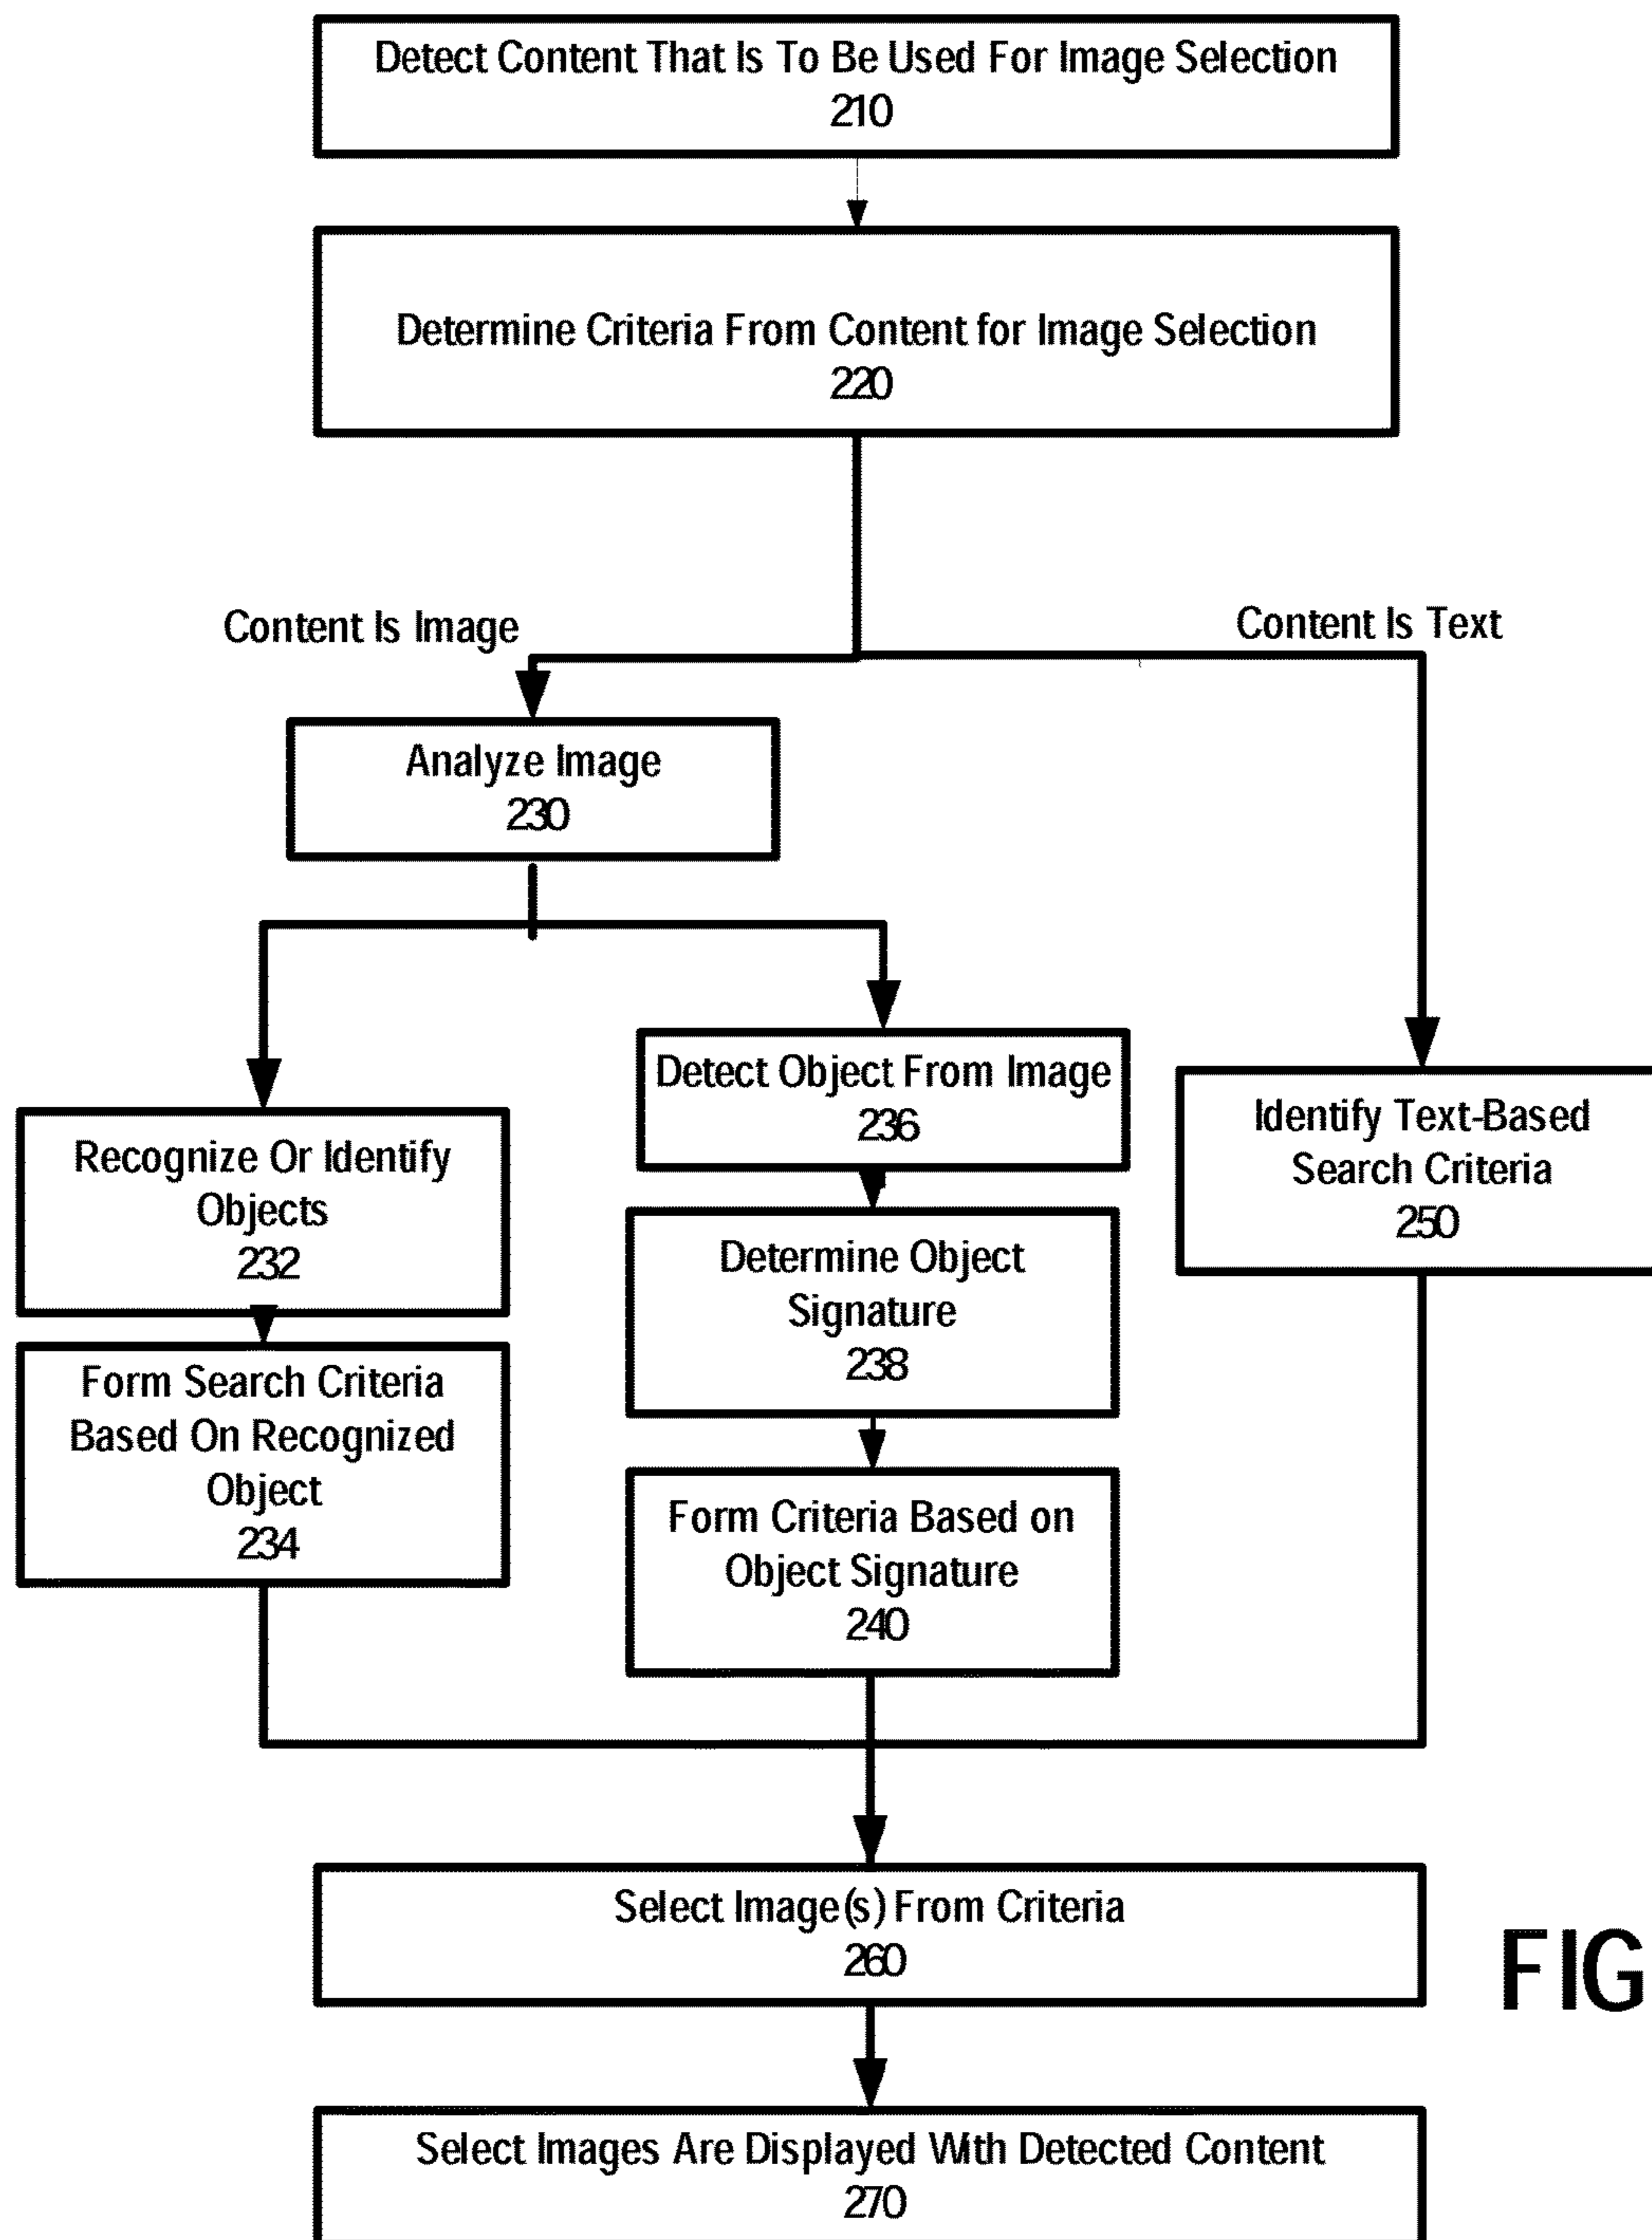 Detect Content That Is To Be Used For Image Selection
210
Determine Criteria From Content for Image Selection
220
Content Is Image
Content Is Text
Analyze Image
230
Detect Object From Image
236
Recognize Or Identify
Objects
232
Identify Text-Based
Search Criteria
250
Determine Object
Signature
238
Form Search Criteria
Based On Recognized
Object
234
Form Criteria Based on
Object Signature
240
Select Image(s) From Criteria
260
FIG
Select Images Are Displayed With Detected Content
270